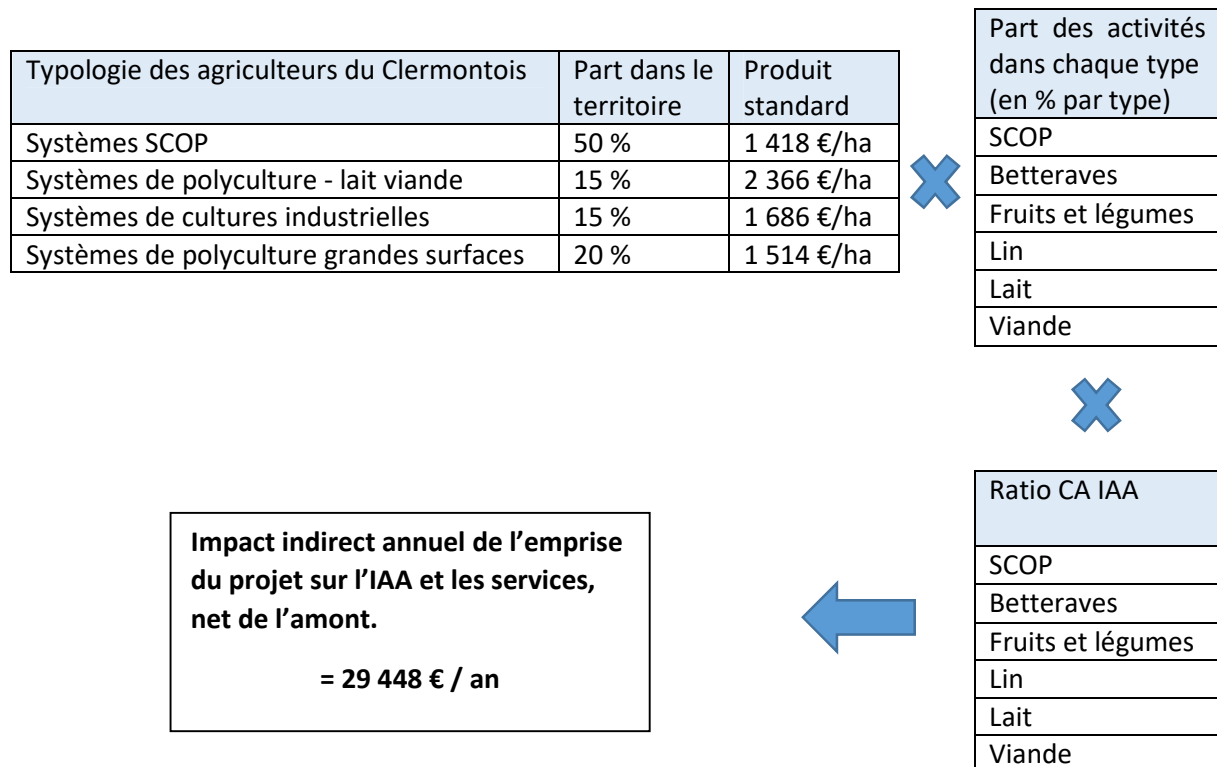 Typologie des agriculteurs du Clermontois Part dans le territoire Produit standard
Systèmes SCOP 50 % 1 418 €/ha
Systèmes de polyculture - lait viande 15 % 2 366 €/ha
Systèmes de cultures industrielles 15 % 1 686 €/ha
Systèmes de polyculture grandes surfaces 20 % 1 514 €/ha
Part des activités
dans chaque type
(en % par type)
SCOP
Betteraves
Fruits et légumes
Lin
Lait
Viande
Ratio CA IAA
SCOP
Betteraves
Fruits et légumes
Lin
Lait
Viande
Impact indirect annuel de l'emprise
du projet sur l'IAA et les services,
net de l'amont.
= 29 448 € / an